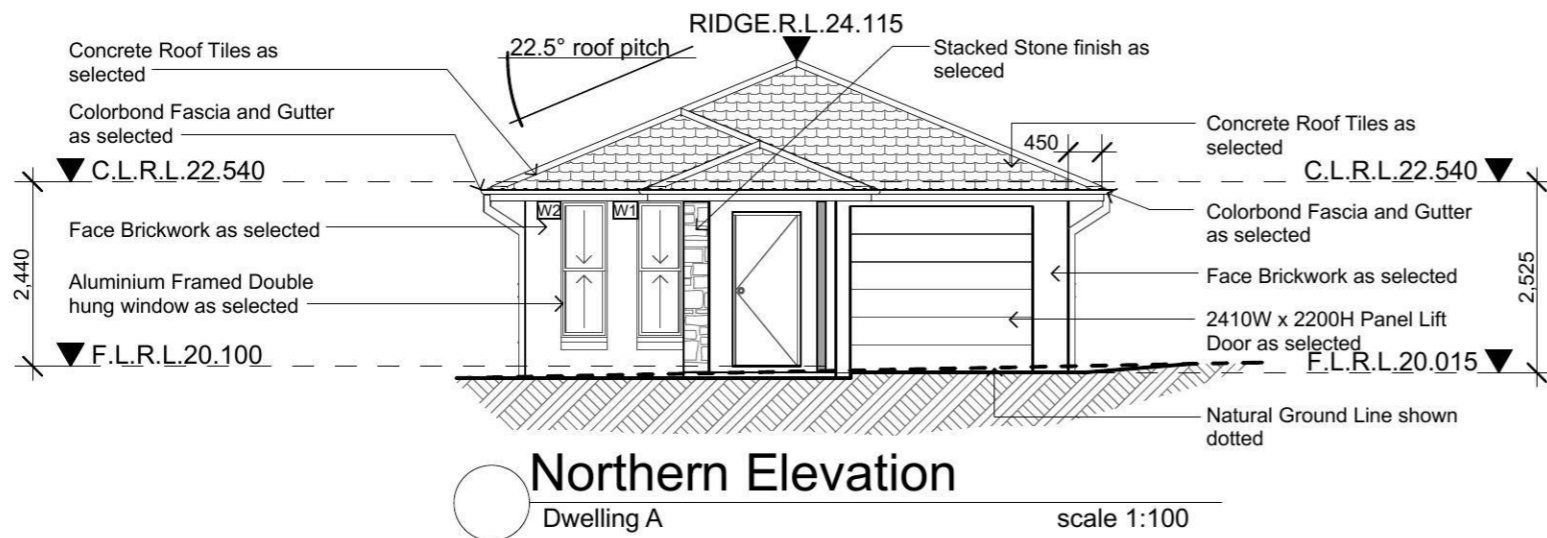 RIDGE.R.L.24.115
22.5° roof pitch
Concrete Roof Tiles as
selected
Colorbond Fascia and Gutter
as selected
C.L.R.L.22.540
Face Brickwork as selected
Aluminium Framed Double
hung window as selected
2,440
F.L.R.L.20.100
W2
W1
Stacked Stone finish as
seleced
450
Concrete Roof Tiles as
selected
C.L.R.L.22.540
Colorbond Fascia and Gutter
as selected
Face Brickwork as selected
2410W x 2200H Panel Lift
Door as selected
2,525
F.L.R.L.20.015
Natural Ground Line shown
dotted
Northern Elevation
Dwelling A
scale 1:100